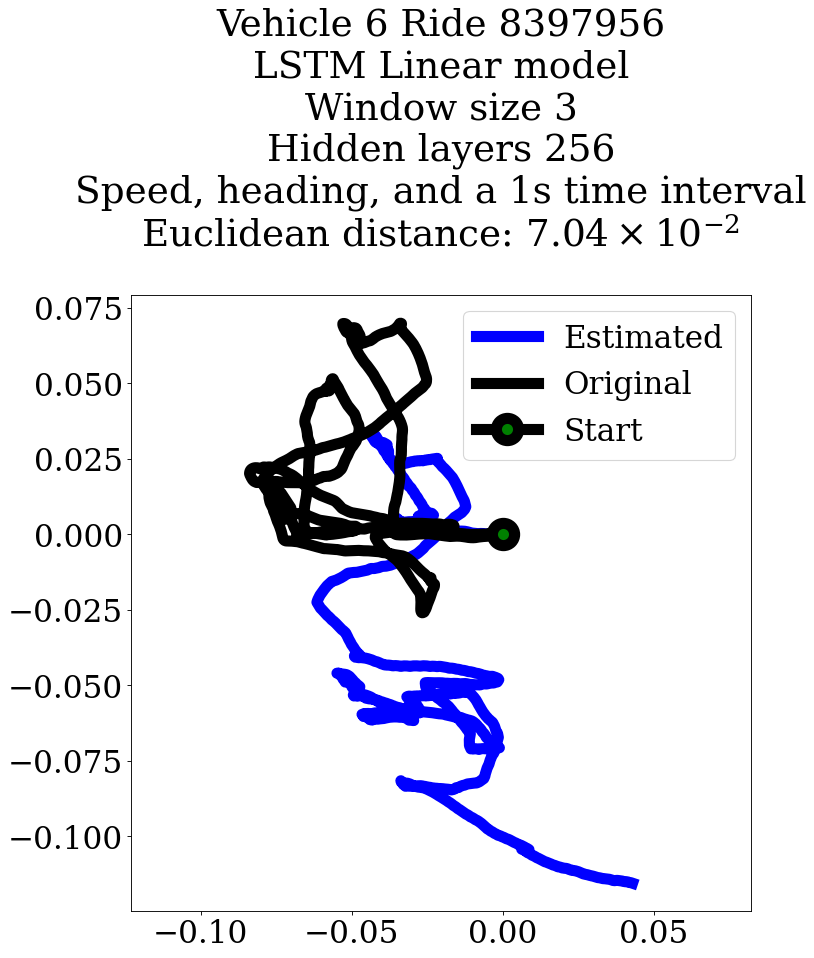 Vehicle 6 Ride 8397956
LSTM Linear model
Window size 3
Hidden layers 256
Speed, heading, and a 1s time interval
Euclidean distance: 7.04 × 10⁻²
Estimated
Original
Start
0.075
0.050
0.025
0.000
−0.025
−0.050
−0.075
−0.100
−0.10
−0.05
0.00
0.05